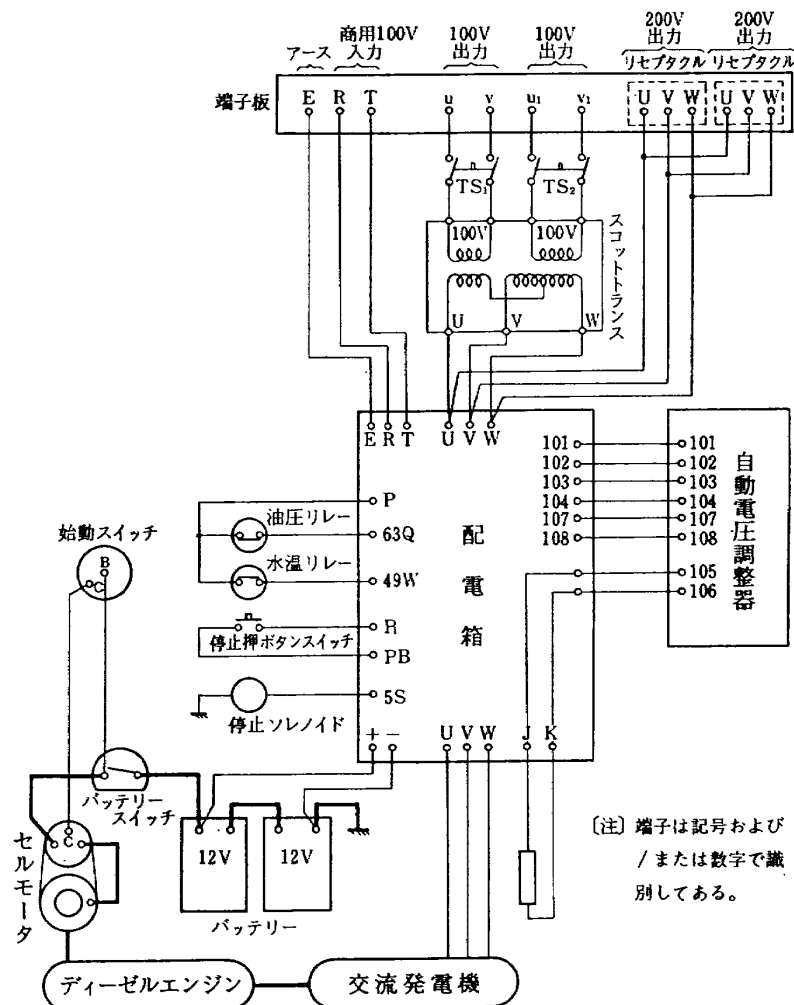 200V
出力
200V
出力
商用100V
入力
100V
出力
100V
出力
アース
リセプタクル
リセプタクル
端子板
E R T
u v u₁ v₁
U V W
U V W
TS₁
TS₂
100V
100V
スコットトランス
U V W
E R T
U V W
101
102
103
104
107
108
101
102
103
104
107
108
105
106
自動電圧調整器
配電箱
P
油圧リレー
63Q
水温リレー
49W
R
停止押ボタンスイッチ
PB
5S
停止ソレノイド
+ −
U V W
J K
始動スイッチ
B
C
バッテリー
スイッチ
C
セルモータ
12V
12V
バッテリー
〔注〕端子は記号および
/または数字で識
別してある。
ディーゼルエンジン
交流発電機